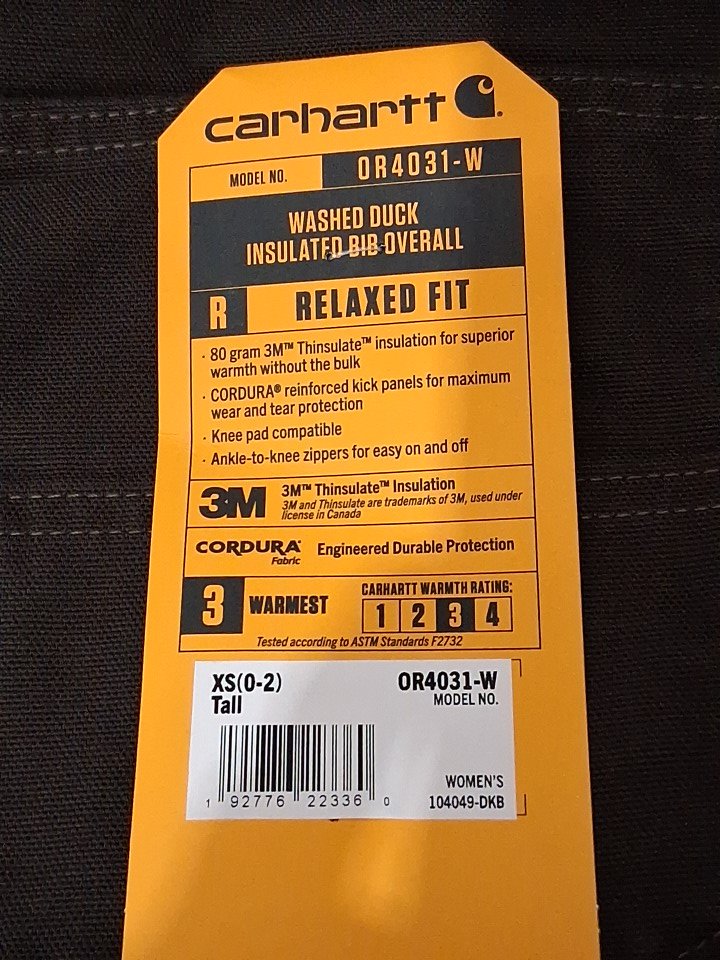 carhartt
MODEL NO. OR4031-W
WASHED DUCK
INSULATED BIB OVERALL
R RELAXED FIT
· 80 gram 3M™ Thinsulate™ insulation for superior
warmth without the bulk
· CORDURA® reinforced kick panels for maximum
wear and tear protection
· Knee pad compatible
· Ankle-to-knee zippers for easy on and off
3M 3M™ Thinsulate™ Insulation
3M and Thinsulate are trademarks of 3M, used under
license in Canada
CORDURA® Engineered Durable Protection
Fabric
CARHARTT WARMTH RATING:
3 WARMEST 1 2 3 4
Tested according to ASTM Standards F2732
XS(0-2) OR4031-W
Tall MODEL NO.
WOMEN'S
1 92776 22336 0 104049-DKB